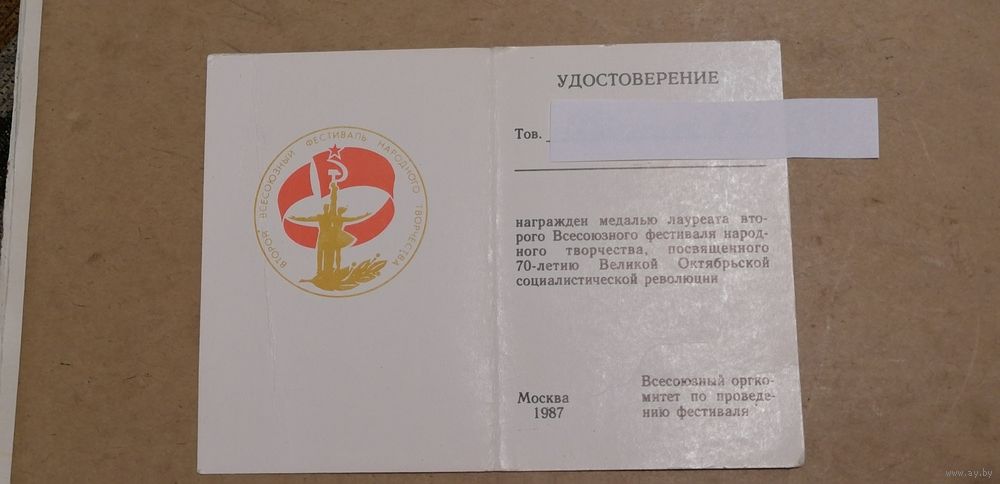 ВТОРОЙ ВСЕСОЮЗНЫЙ ФЕСТИВАЛЬ НАРОДНОГО ТВОРЧЕСТВА
УДОСТОВЕРЕНИЕ
Тов.
награжден медалью лауреата вто-
рого Всесоюзного фестиваля народ-
ного творчества, посвященного
70-летию Великой Октябрьской
социалистической революции
Москва
1987
Всесоюзный оргко-
митет по проведе-
нию фестиваля
www.ay.by